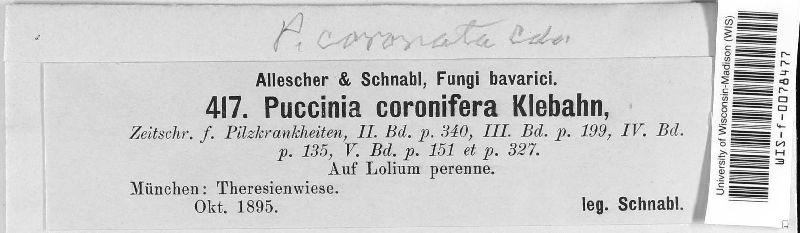 P. coronata Cda
Allescher & Schnabl, Fungi bavarici.
417. Puccinia coronifera Klebahn,
Zeitschr. f. Pilzkrankheiten, II. Bd. p. 340, III. Bd. p. 199, IV. Bd.
p. 135, V. Bd. p. 151 et p. 327.
Auf Lolium perenne.
München: Theresienwiese.
Okt. 1895.
leg. Schnabl.
University of Wisconsin-Madison (WIS)
WIS-f-0078477